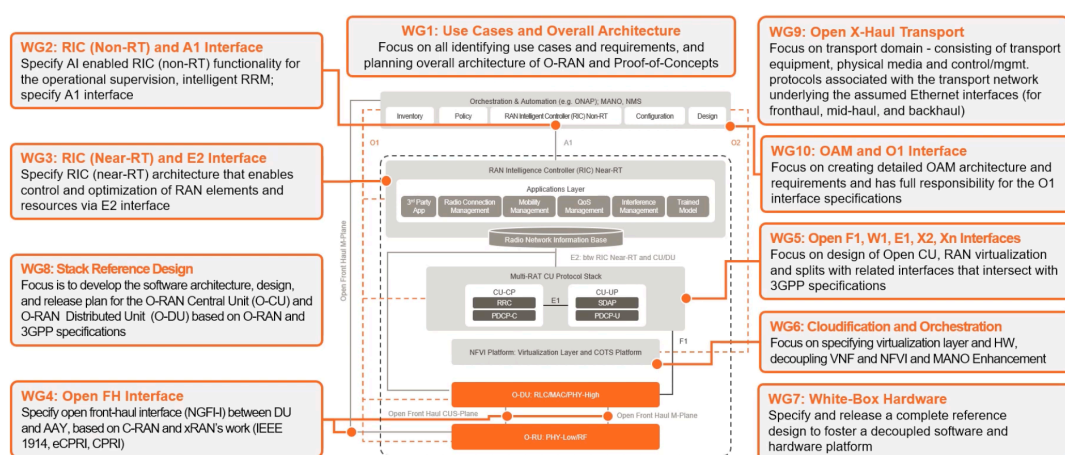 WG1: Use Cases and Overall Architecture
Focus on all identifying use cases and requirements, and
planning overall architecture of O-RAN and Proof-of-Concepts
WG2: RIC (Non-RT) and A1 Interface
Specify AI enabled RIC (non-RT) functionality for
the operational supervision, intelligent RRM;
specify A1 interface
WG3: RIC (Near-RT) and E2 Interface
Specify RIC (near-RT) architecture that enables
control and optimization of RAN elements and
resources via E2 interface
WG8: Stack Reference Design
Focus is to develop the software architecture, design,
and release plan for the O-RAN Central Unit (O-CU) and
O-RAN Distributed Unit (O-DU) based on O-RAN and
3GPP specifications
WG4: Open FH Interface
Specify open front-haul interface (NGFI-I) between DU
and AAY, based on C-RAN and xRAN's work (IEEE
1914, eCPRI, CPRI)
Orchestration & Automation (e.g. ONAP); MANO, NMS
Inventory
Policy
RAN Intelligent Controller (RIC) Non-RT
Configuration
Design
O1
A1
O2
Open Front Haul M-Plane
RAN Intelligence Controller (RIC) Near-RT
Applications Layer
3rd Party
App
Radio Connection
Management
Mobility
Management
QoS
Management
Interference
Management
Trained
Model
Radio Network Information Base
E2: btw RIC Near-RT and CU/DU
Multi-RAT CU Protocol Stack
CU-CP
RRC
PDCP-C
E1
CU-UP
SDAP
PDCP-U
F1
NFVI Platform: Virtualization Layer and COTS Platform
O-DU: RLC/MAC/PHY-High
Open Front Haul CUS-Plane
Open Front Haul M-Plane
O-RU: PHY-Low/RF
WG9: Open X-Haul Transport
Focus on transport domain - consisting of transport
equipment, physical media and control/mgmt.
protocols associated with the transport network
underlying the assumed Ethernet interfaces (for
fronthaul, mid-haul, and backhaul)
WG10: OAM and O1 Interface
Focus on creating detailed OAM architecture and
requirements and has full responsibility for the O1
interface specifications
WG5: Open F1, W1, E1, X2, Xn Interfaces
Focus on design of Open CU, RAN virtualization
and splits with related interfaces that intersect with
3GPP specifications
WG6: Cloudification and Orchestration
Focus on specifying virtualization layer and HW,
decoupling VNF and NFVI and MANO Enhancement
WG7: White-Box Hardware
Specify and release a complete reference
design to foster a decoupled software and
hardware platform